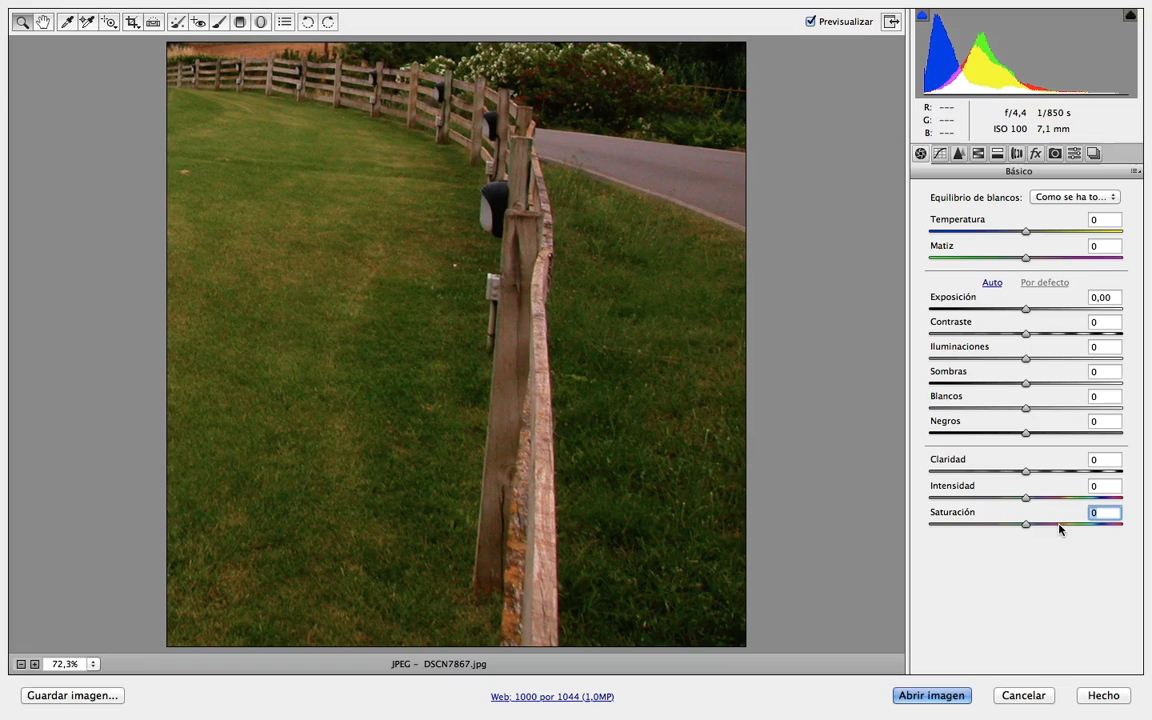 Previsualizar
R: ---
G: ---
B: ---
f/4,4 1/850 s
ISO 100 7,1 mm
Básico
Equilibrio de blancos: Como se ha to...
Temperatura 0
Matiz 0
Auto Por defecto
Exposición 0,00
Contraste 0
Iluminaciones 0
Sombras 0
Blancos 0
Negros 0
Claridad 0
Intensidad 0
Saturación 0
72,3% JPEG – DSCN7867.jpg
Guardar imagen... Web; 1000 por 1044 (1,0MP) Abrir imagen Cancelar Hecho